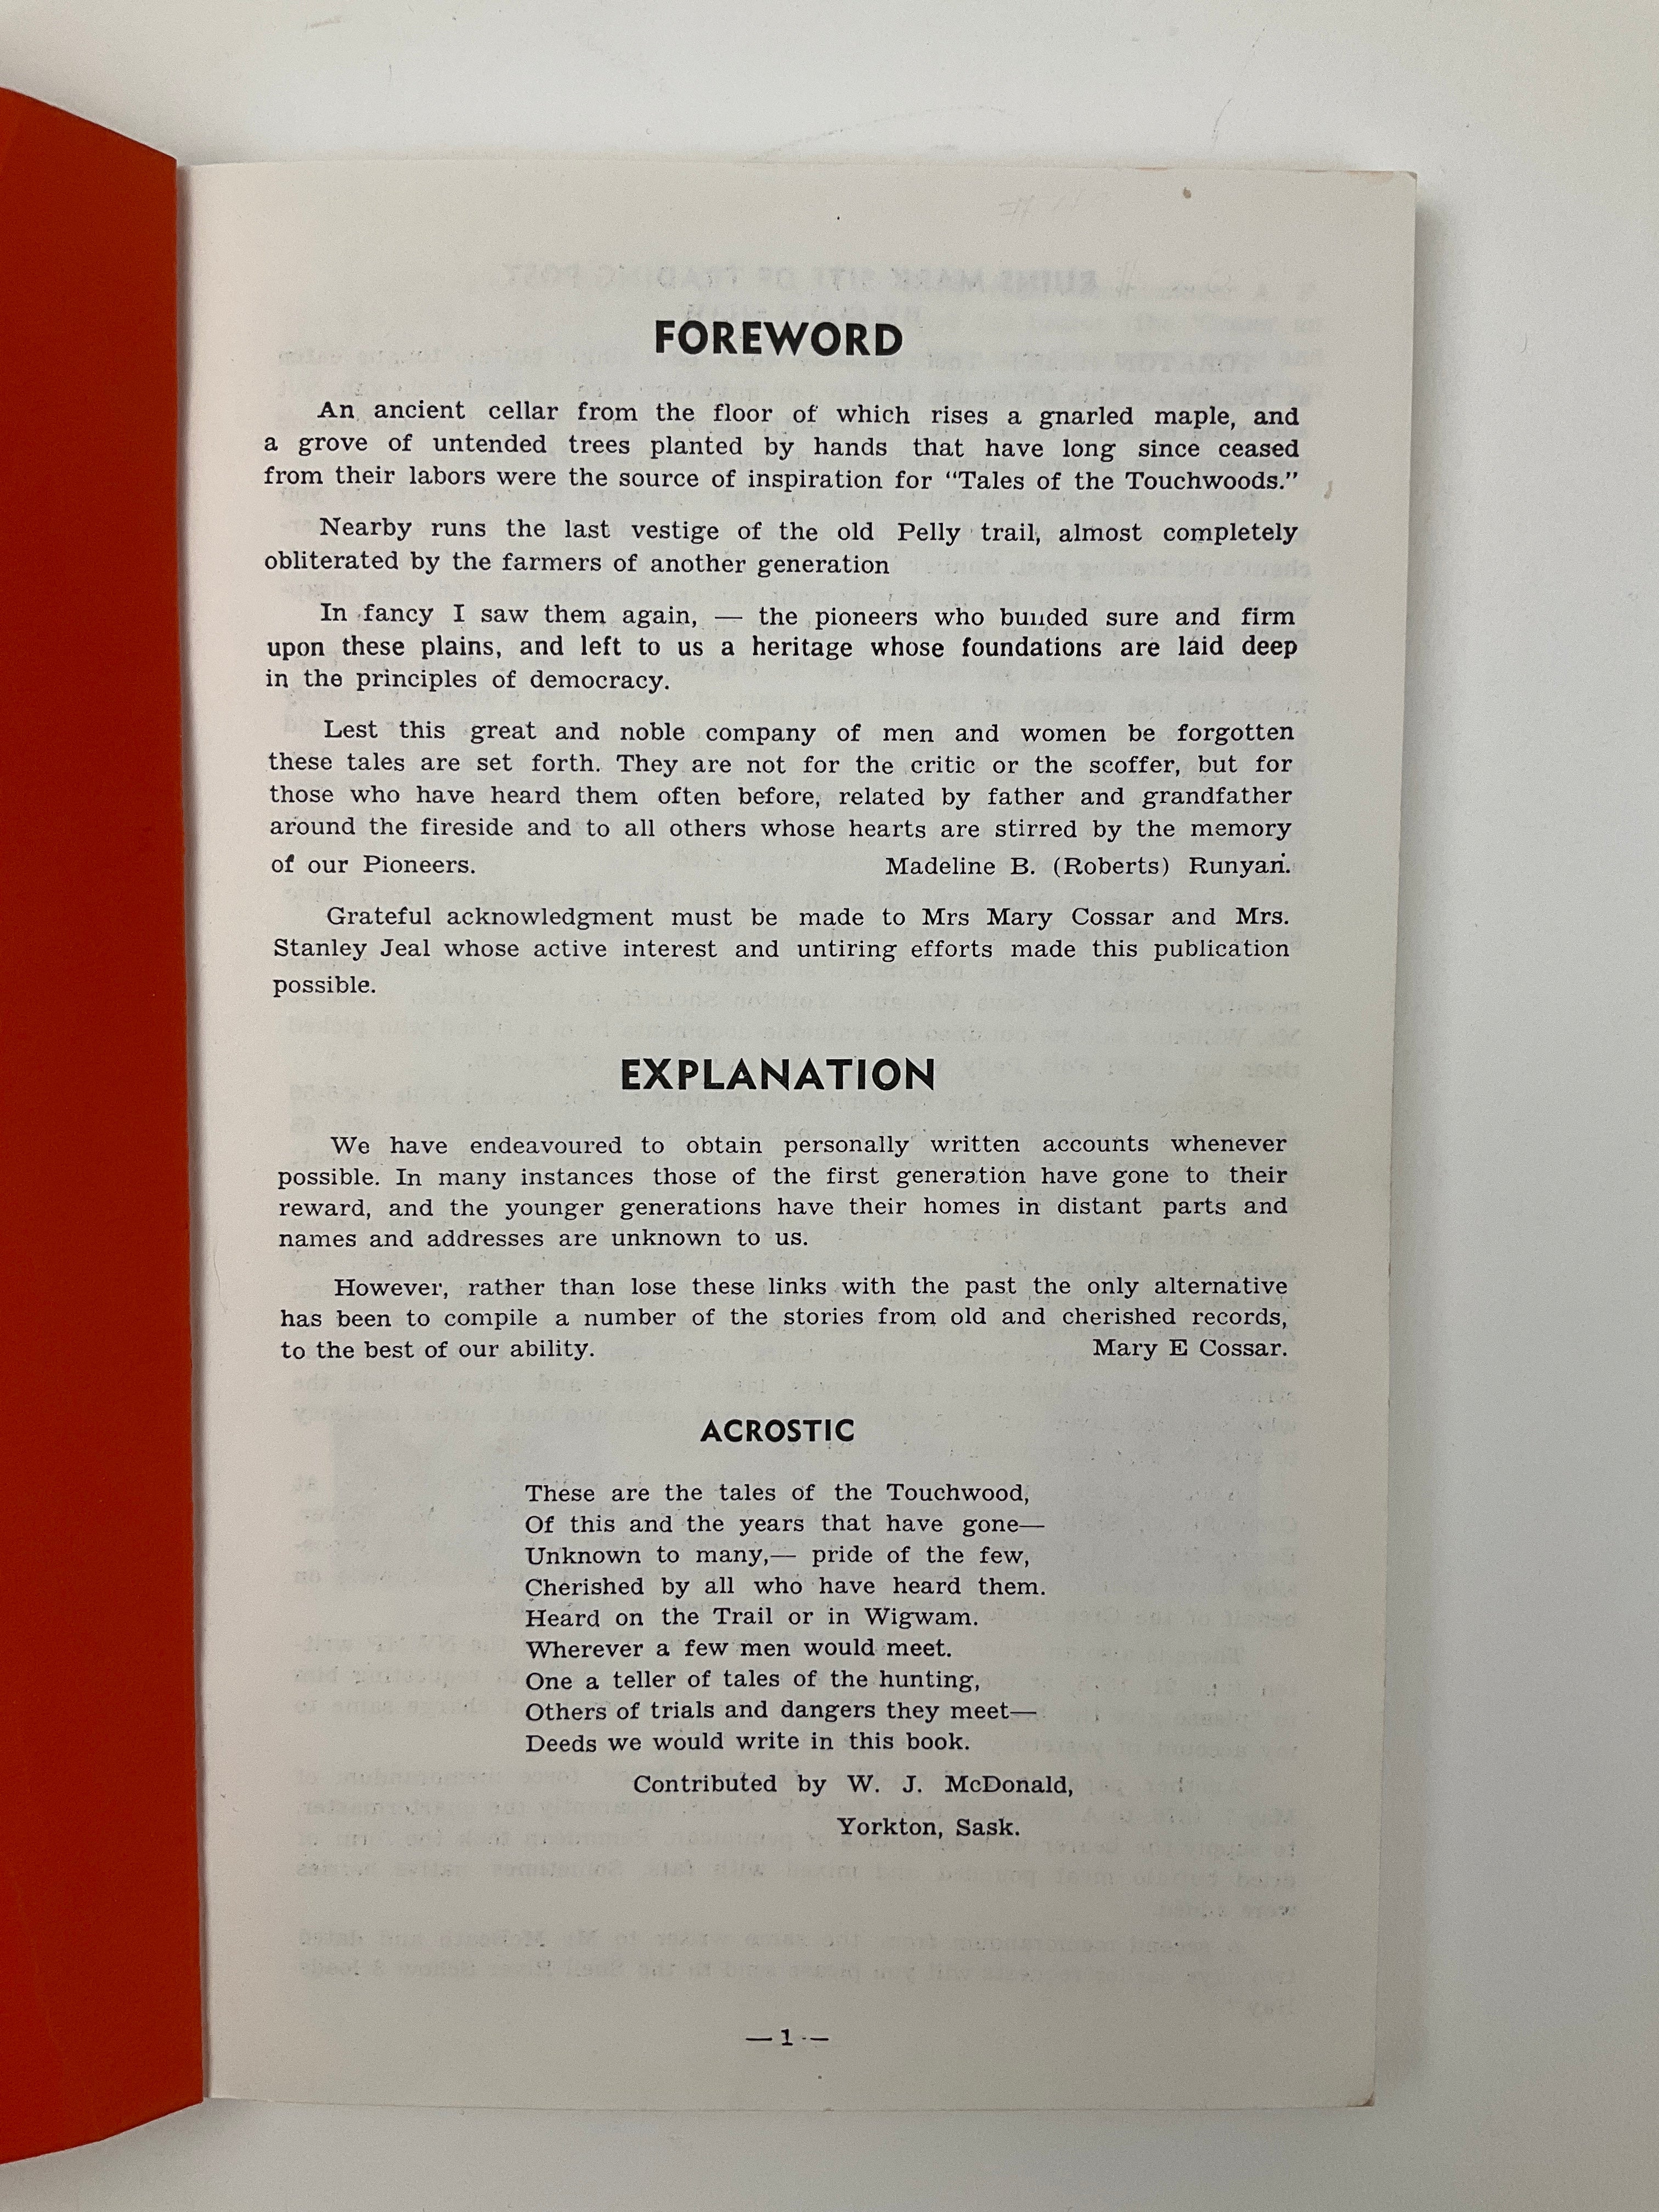 FOREWORD
An ancient cellar from the floor of which rises a gnarled maple, and
a grove of untended trees planted by hands that have long since ceased
from their labors were the source of inspiration for "Tales of the Touchwoods."
Nearby runs the last vestige of the old Pelly trail, almost completely
obliterated by the farmers of another generation
In fancy I saw them again, — the pioneers who builded sure and firm
upon these plains, and left to us a heritage whose foundations are laid deep
in the principles of democracy.
Lest this great and noble company of men and women be forgotten
these tales are set forth. They are not for the critic or the scoffer, but for
those who have heard them often before, related by father and grandfather
around the fireside and to all others whose hearts are stirred by the memory
of our Pioneers. Madeline B. (Roberts) Runyan.
Grateful acknowledgment must be made to Mrs Mary Cossar and Mrs.
Stanley Jeal whose active interest and untiring efforts made this publication
possible.
EXPLANATION
We have endeavoured to obtain personally written accounts whenever
possible. In many instances those of the first generation have gone to their
reward, and the younger generations have their homes in distant parts and
names and addresses are unknown to us.
However, rather than lose these links with the past the only alternative
has been to compile a number of the stories from old and cherished records,
to the best of our ability. Mary E Cossar.
ACROSTIC
These are the tales of the Touchwood,
Of this and the years that have gone—
Unknown to many,— pride of the few,
Cherished by all who have heard them.
Heard on the Trail or in Wigwam.
Wherever a few men would meet.
One a teller of tales of the hunting,
Others of trials and dangers they meet—
Deeds we would write in this book.
Contributed by W. J. McDonald,
Yorkton, Sask.
— 1 —